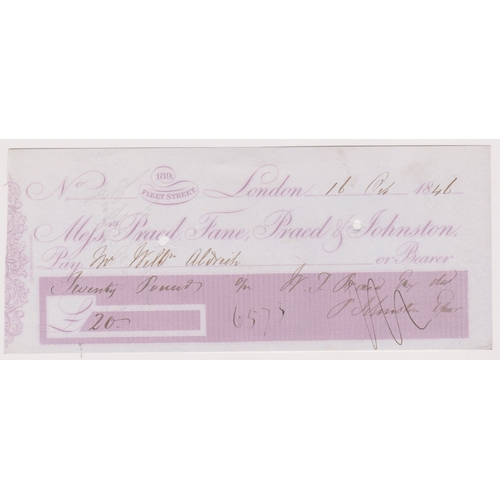 189,
FLEET STREET.
No London 16 Oct 1846
Messrs Praed Fane, Praed & Johnston,
Pay Mr Willm Aldrich or Bearer
Twenty Pounds W. T.
£20 Johnston